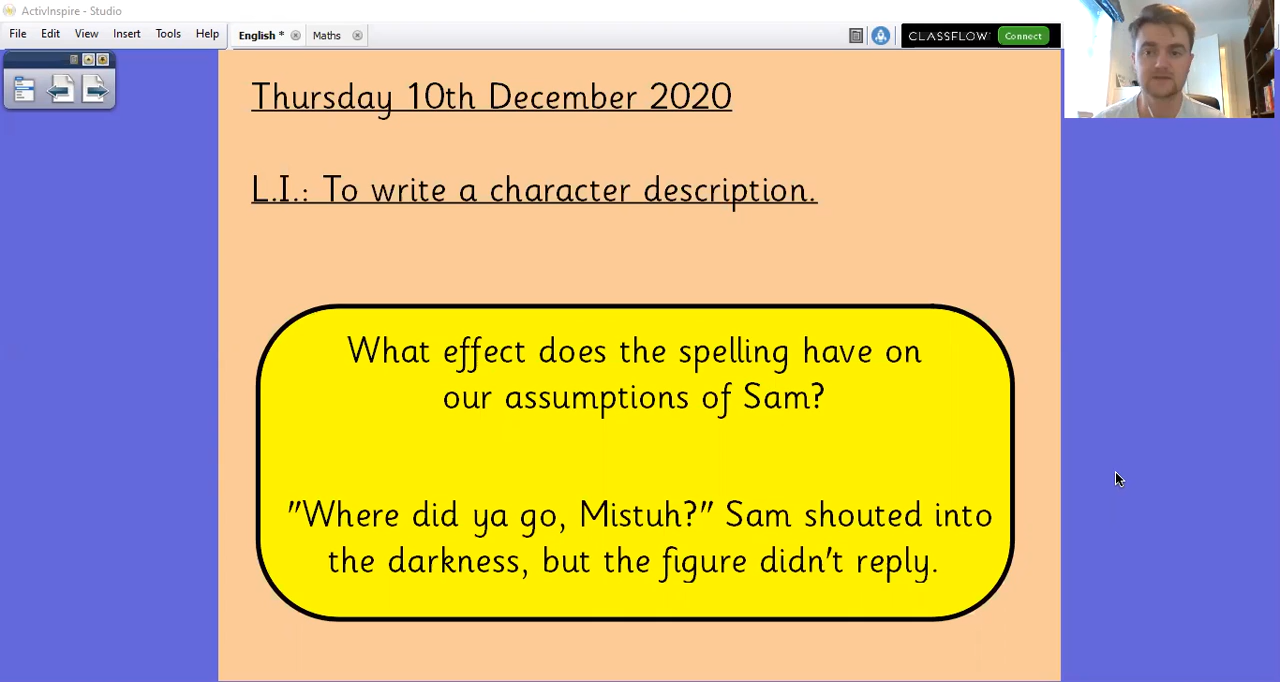 ActivInspire - Studio
File Edit View Insert Tools Help English * Maths CLASSFLOW Connect
Thursday 10th December 2020
L.I.: To write a character description.
What effect does the spelling have on
our assumptions of Sam?
"Where did ya go, Mistuh?" Sam shouted into
the darkness, but the figure didn't reply.